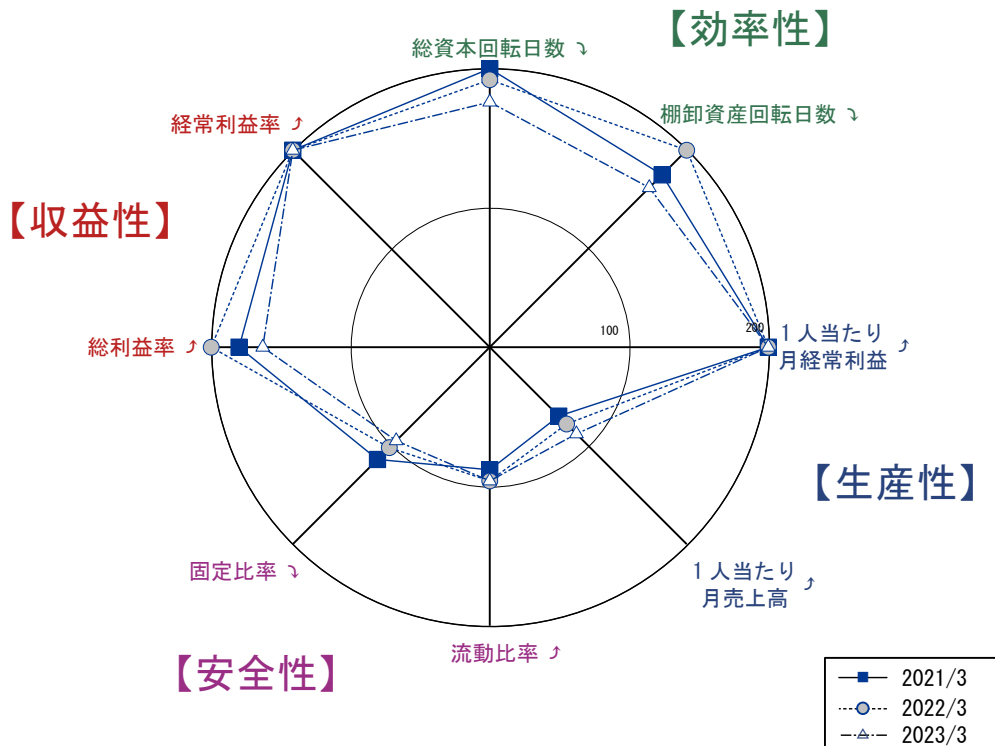 【効率性】
総資本回転日数 ⤵
棚卸資産回転日数 ⤵
経常利益率 ⤴
【収益性】
総利益率 ⤴
100
200
1人当たり
月経常利益 ⤴
【生産性】
1人当たり
月売上高 ⤴
固定比率 ⤵
流動比率 ⤴
【安全性】
2021/3
2022/3
2023/3